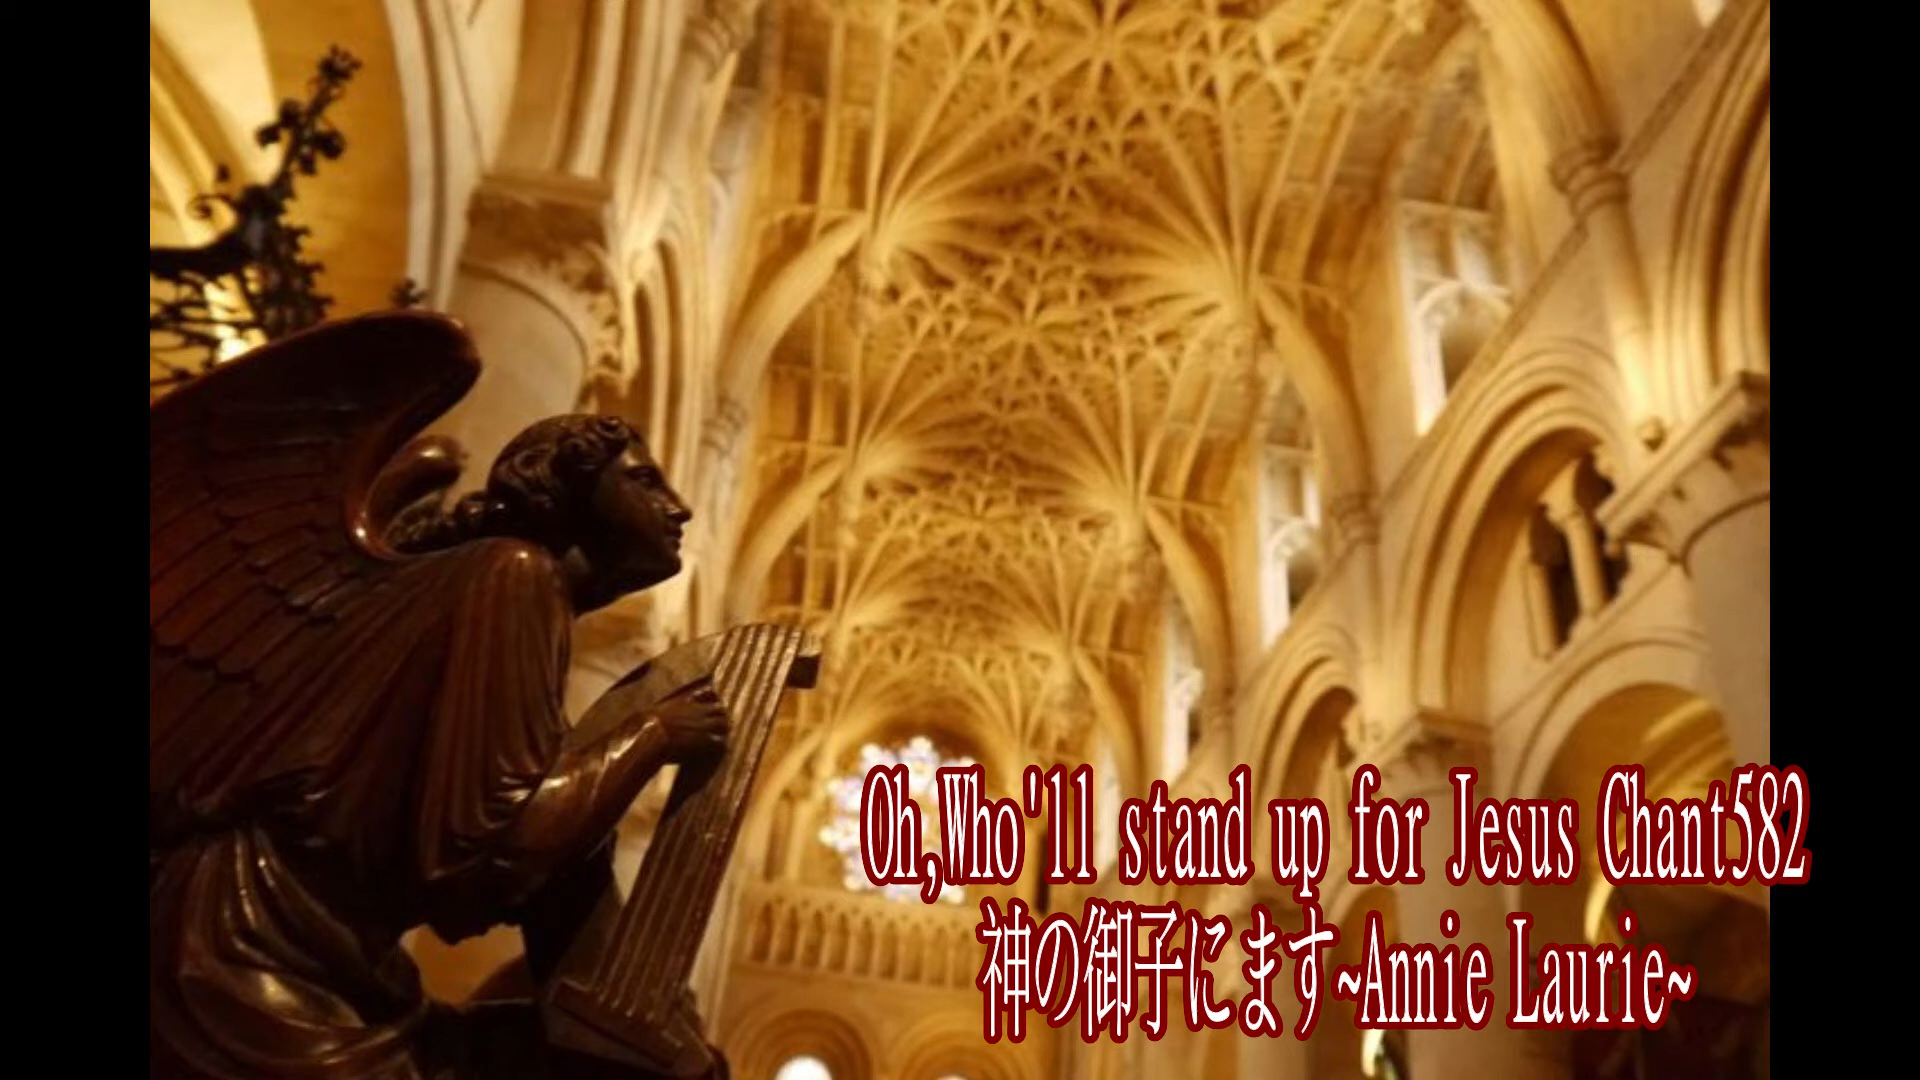 Oh,Who'll stand up for Jesus Chant582
神の御子にます~Annie Laurie~